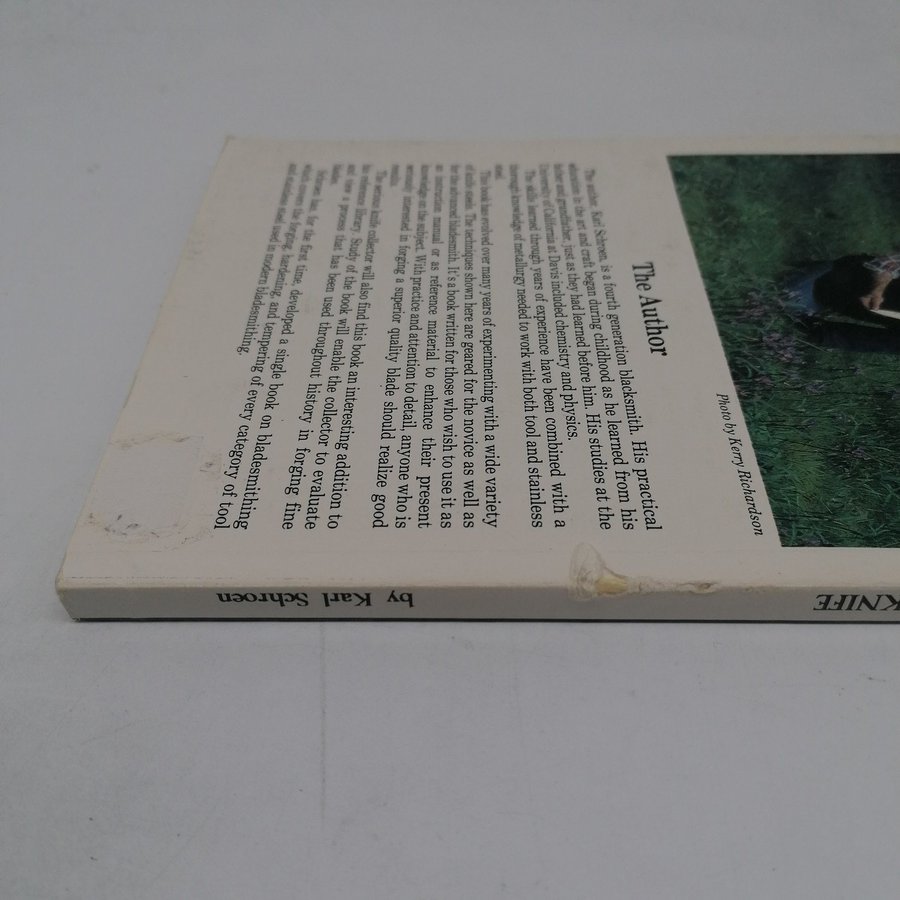 The Author
The author, Karl Schroen, is a fourth generation blacksmith. His practical
education in the art and craft began during childhood as he learned from his
father and grandfather, just as they had learned before him. His studies at the
University of California at Davis included chemistry and physics.
The skills learned through years of experience have been combined with a
thorough knowledge of metallurgy needed to work with both tool and stainless
steel.
This book has evolved over many years of experimenting with a wide variety
of knife steels. The techniques shown here are geared for the novice as well as
for the advanced bladesmith. It's a book written for those who wish to use it as
an instruction manual or as reference material to enhance their present
knowledge on the subject. With practice and attention to detail, anyone who is
seriously interested in forging a superior quality blade should realize good
results.
The serious knife collector will also find this book an interesting addition to
his reference library. Study of the book will enable the collector to evaluate
and view a process that has been used throughout history in forging fine
blades.
Schroen has, for the first time, developed a single book on bladesmithing
which covers the forging, hardening, and tempering of every category of tool
and stainless steel used in modern bladesmithing.
Photo by Kerry Richardson
KNIFE
by Karl Schroen